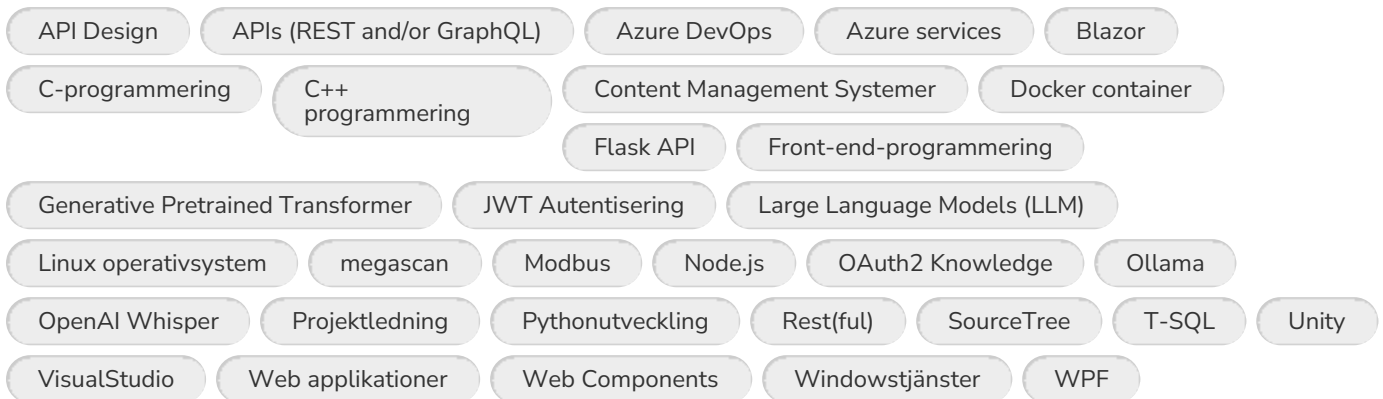 API Design APIs (REST and/or GraphQL) Azure DevOps Azure services Blazor
C-programmering C++ programmering Content Management Systemer Docker container
Flask API Front-end-programmering
Generative Pretrained Transformer JWT Autentisering Large Language Models (LLM)
Linux operativsystem megascan Modbus Node.js OAuth2 Knowledge Ollama
OpenAI Whisper Projektledning Pythonutveckling Rest(ful) SourceTree T-SQL Unity
VisualStudio Web applikationer Web Components Windowstjänster WPF